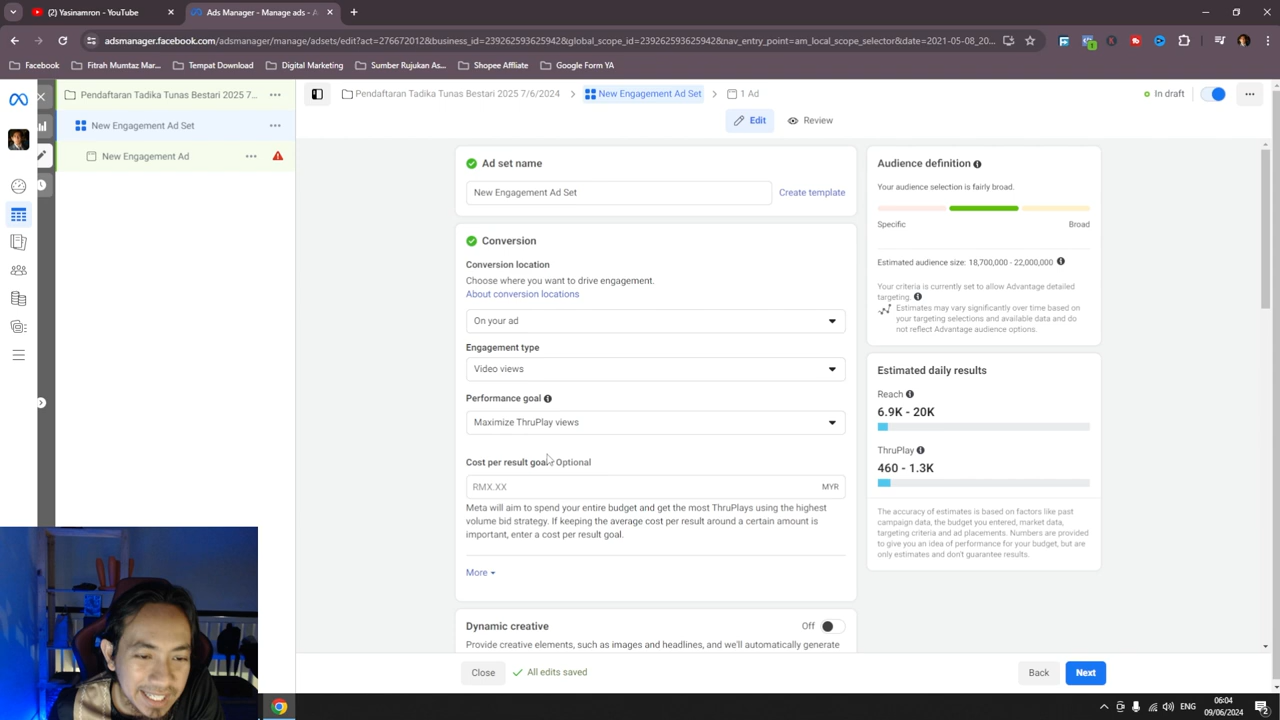 (2) Yasinamron - YouTube
Ads Manager - Manage ads - A
adsmanager.facebook.com/adsmanager/manage/adsets/edit?act=276672012&business_id=239262593625942&global_scope_id=239262593625942&nav_entry_point=am_local_scope_selector&date=2021-05-08_20...
Facebook
Fitrah Mumtaz Mar...
Tempat Download
Dashboard
Sumber Rujukan As...
Shopee Affliate
Google Form YA
Pendaftaran Tadika Tunas Bestari 2025 7/...
New Engagement Ad Set
New Engagement Ad
Pendaftaran Tadika Tunas Bestari 2025 7/6/2024
New Engagement Ad Set
1 Ad
In draft
Edit
Review
Ad set name
New Engagement Ad Set
Create template
Conversion
Conversion location
Choose where you want to drive engagement.
About conversion locations
On your ad
Engagement type
Video views
Performance goal
Maximize ThruPlay views
Cost per result goal · Optional
RMX.XX
MYR
Meta will aim to spend your entire budget and get the most ThruPlays using the highest
volume bid strategy. If keeping the average cost per result around a certain amount is
important, enter a cost per result goal.
More
Dynamic creative
Off
Provide creative elements, such as images and headlines, and we'll automatically generate
Close
All edits saved
Back
Next
Audience definition
Your audience selection is fairly broad.
Specific
Broad
Estimated audience size: 18,700,000 - 22,000,000
Your criteria is currently set to allow Advantage detailed
targeting.
Estimates may vary significantly over time based on
your targeting selections and available data and do
not reflect Advantage audience options.
Estimated daily results
Reach
6.9K - 20K
ThruPlay
460 - 1.3K
The accuracy of estimates is based on factors like past
campaign data, the budget you entered, market data,
targeting criteria and ad placements. Numbers are provided
to give you an idea of performance for your budget, but are
only estimates and don't guarantee results.
ENG
06:04
09/06/2024
2